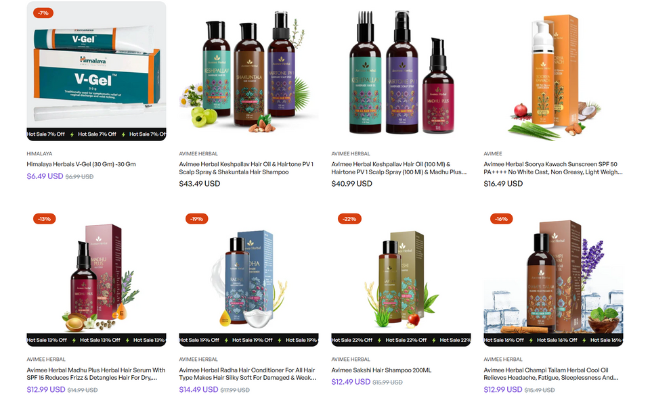 -7%
Himalaya
V-Gel
Himalaya
V-Gel™
Hot Sale 7% Off ⚡ Hot Sale 7% Off ⚡ Hot Sale 7%
HIMALAYA
Himalaya Herbals V-Gel (30 Gm) -30 Gm
$6.49 USD $6.99 USD
AVIMEE HERBAL
Avimee Herbal Keshpallav Hair Oil & Hairtone PV 1
Scalp Spray & Shikuntala Hair Shampoo
$43.49 USD
AVIMEE HERBAL
Avimee Herbal Keshpallav Hair Oil (100 Ml) &
Hairtone PV 1 Scalp Spray (100 Ml) & Madhu Plus...
$40.99 USD
AVIMEE
Avimee Herbal Soorya Kawach Sunscreen SPF 50
PA++++ No White Cast, Non Greasy, Light Weigh...
$16.49 USD
-13%
MADHU
PLUS
Hot Sale 13% Off ⚡ Hot Sale 13% Off ⚡ Hot Sale 13%
AVIMEE HERBAL
Avimee Herbal Madhu Plus Herbal Hair Serum With
SPF 15 Reduces Frizz & Detangles Hair For Dry,...
$12.99 USD $14.99 USD
-19%
Hot Sale 19% Off ⚡ Hot Sale 19% Off ⚡ Hot Sale 19%
AVIMEE HERBAL
Avimee Herbal Radha Hair Conditioner For All Hair
Type Makes Hair Silky Soft For Damaged & Weak...
$14.49 USD $17.99 USD
-22%
Hot Sale 22% Off ⚡ Hot Sale 22% Off ⚡ Hot Sale 22%
AVIMEE HERBAL
Avimee Sakshi Hair Shampoo 200ML
$12.49 USD $15.99 USD
-16%
Hot Sale 16% Off ⚡ Hot Sale 16% Off ⚡ Hot Sale 16%
AVIMEE HERBAL
Avimee Herbal Champi Tailam Herbal Cool Oil
Relieves Headache, Fatigue, Sleeplessness And...
$12.99 USD $15.49 USD